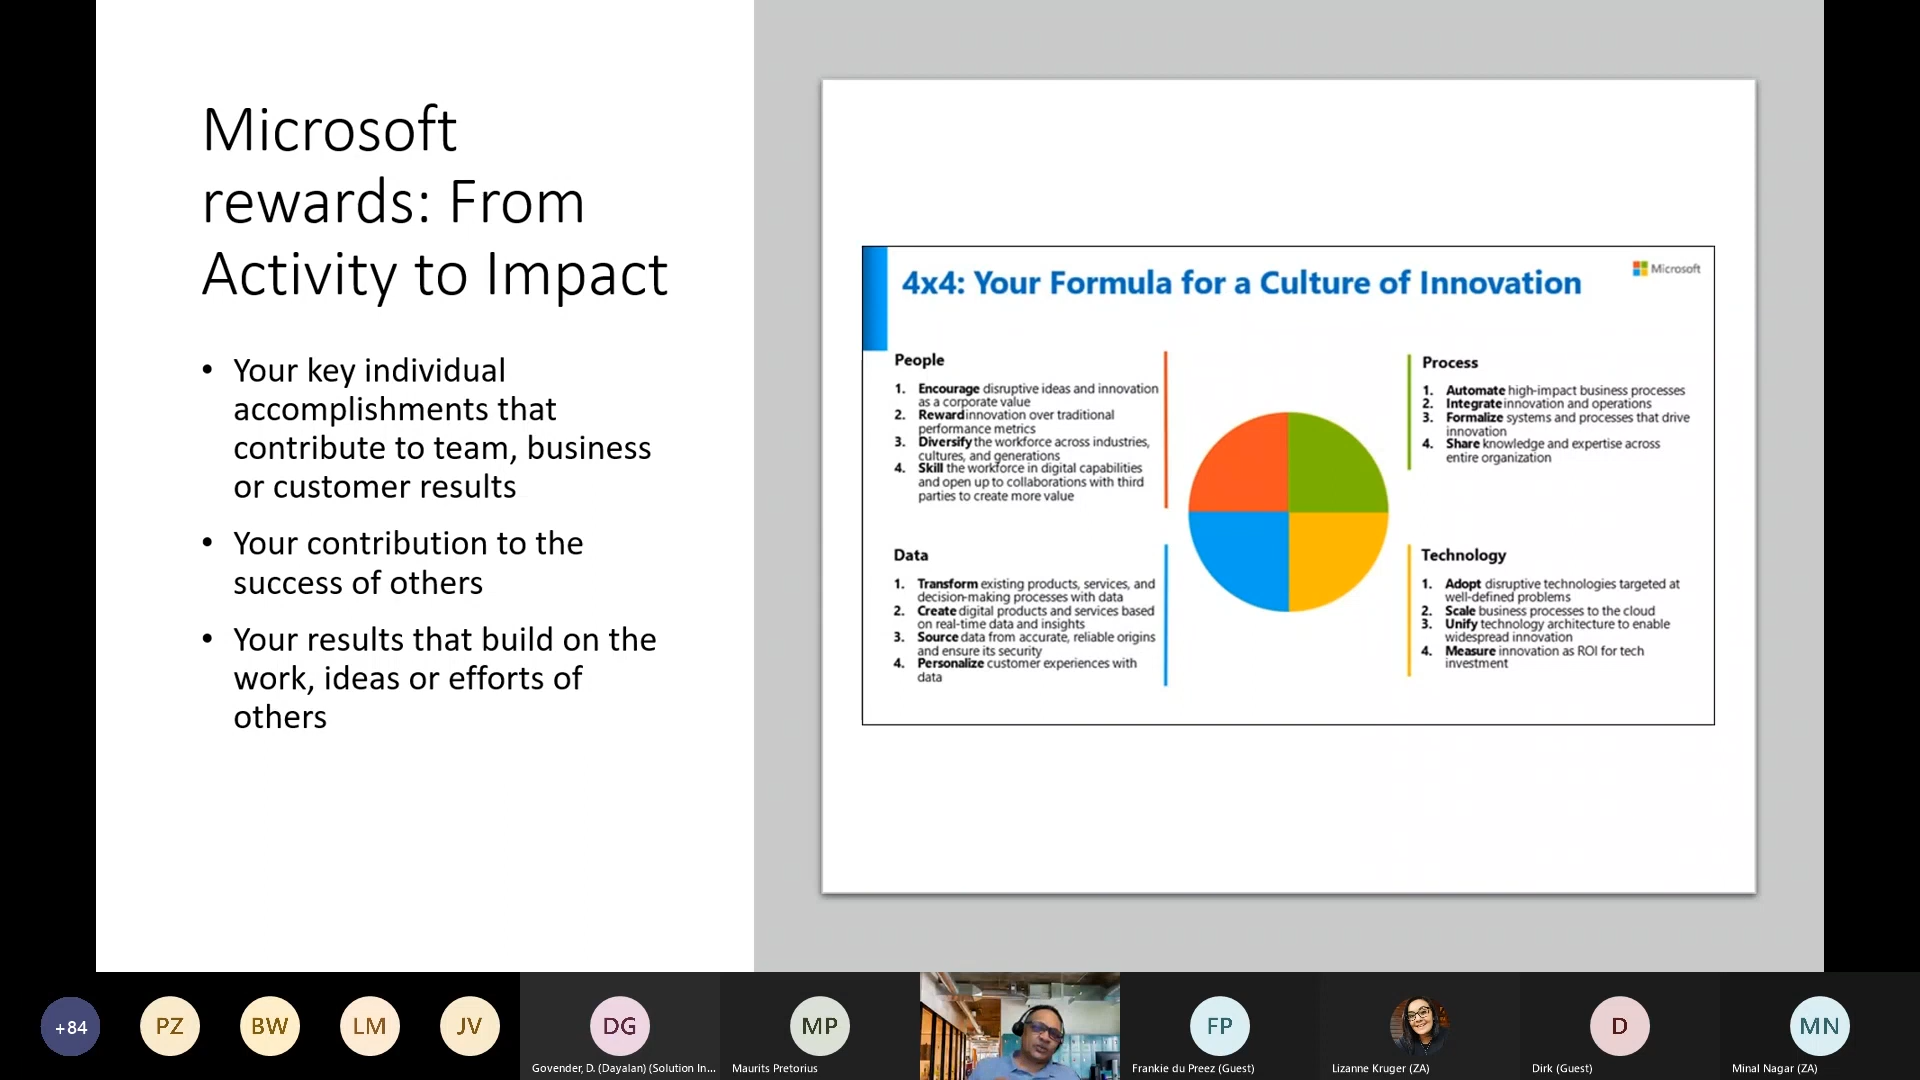 Microsoft
rewards: From
Activity to Impact
• Your key individual
accomplishments that
contribute to team, business
or customer results
• Your contribution to the
success of others
• Your results that build on the
work, ideas or efforts of
others
4x4: Your Formula for a Culture of Innovation
Microsoft
People
1. Encourage disruptive ideas and innovation
as a corporate value
2. Reward innovation over traditional
performance metrics
3. Diversify the workforce across industries,
cultures, and generations
4. Skill the workforce in digital capabilities
and open up to collaborations with third
parties to create more value
Process
1. Automate high-impact business processes
2. Integrate innovation and operations
3. Formalize systems and processes that drive
innovation
4. Share knowledge and expertise across
entire organization
Data
1. Transform existing products, services, and
decision-making processes with data
2. Create digital products and services based
on real-time data and insights
3. Source data from accurate, reliable origins
and ensure its security
4. Personalize customer experiences with
data
Technology
1. Adopt disruptive technologies targeted at
well-defined problems
2. Scale business processes to the cloud
3. Unify technology architecture to enable
widespread innovation
4. Measure innovation as ROI for tech
investment
+84
PZ
BW
LM
JV
DG
Govender, D. (Dayalan) (Solution In...
MP
Maurits Pretorius
FP
Frankie du Preez (Guest)
Lizanne Kruger (ZA)
D
Dirk (Guest)
MN
Minal Nagar (ZA)